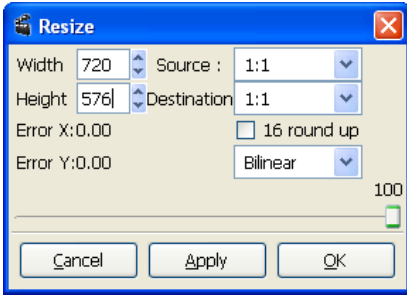 Resize
Width 720 Source : 1:1
Height 576 Destination 1:1
Error X:0.00 16 round up
Error Y:0.00 Bilinear
100
Cancel Apply OK